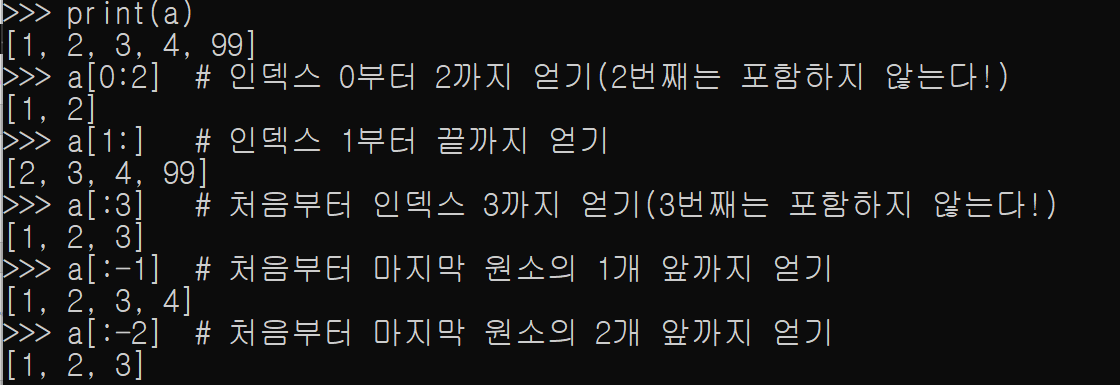 >>> print(a)
[1, 2, 3, 4, 99]
>>> a[0:2]  # 인덱스 0부터 2까지 얻기(2번째는 포함하지 않는다!)
[1, 2]
>>> a[1:]   # 인덱스 1부터 끝까지 얻기
[2, 3, 4, 99]
>>> a[:3]   # 처음부터 인덱스 3까지 얻기(3번째는 포함하지 않는다!)
[1, 2, 3]
>>> a[:-1]  # 처음부터 마지막 원소의 1개 앞까지 얻기
[1, 2, 3, 4]
>>> a[:-2]  # 처음부터 마지막 원소의 2개 앞까지 얻기
[1, 2, 3]